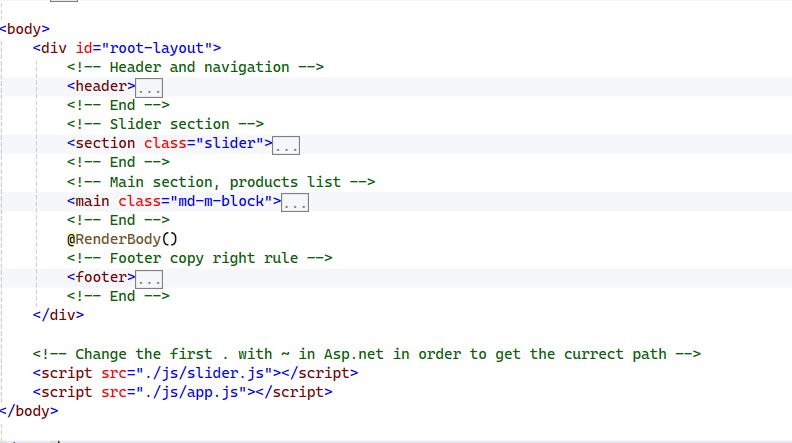 <body>
<div id="root-layout">
<!-- Header and navigation -->
<header>...
<!-- End -->
<!-- Slider section -->
<section class="slider">...
<!-- End -->
<!-- Main section, products list -->
<main class="md-m-block">...
<!-- End -->
@RenderBody()
<!-- Footer copy right rule -->
<footer>...
<!-- End -->
</div>
<!-- Change the first . with ~ in Asp.net in order to get the currect path -->
<script src="./js/slider.js"></script>
<script src="./js/app.js"></script>
</body>